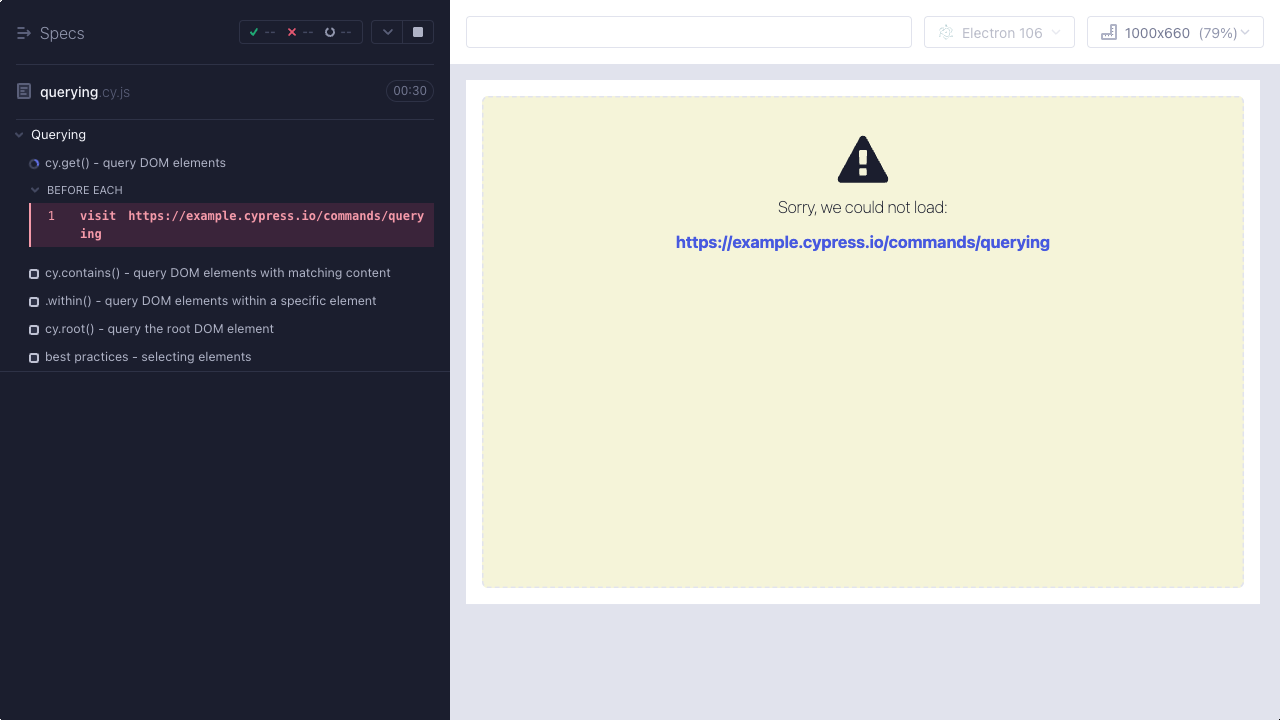 Specs
--
--
--
querying.cy.js
00:30
Querying
cy.get() - query DOM elements
BEFORE EACH
1 visit https://example.cypress.io/commands/query
ing
cy.contains() - query DOM elements with matching content
.within() - query DOM elements within a specific element
cy.root() - query the root DOM element
best practices - selecting elements
Electron 106
1000x660 (79%)
Sorry, we could not load:
https://example.cypress.io/commands/querying